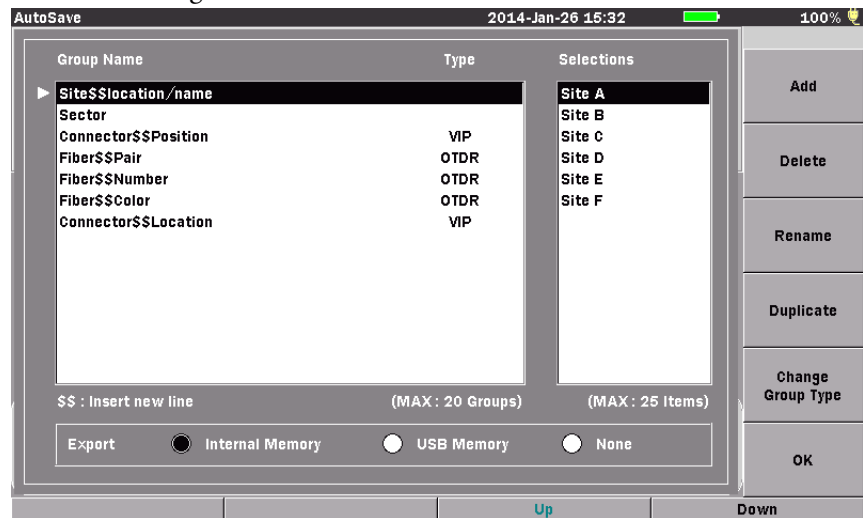 AutoSave 2014-Jan-26 15:32 100%
Group Name Type Selections
Site$$location/name Site A
Sector Site B
Connector$$Position VIP Site C
Fiber$$Pair OTDR Site D
Fiber$$Number OTDR Site E
Fiber$$Color OTDR Site F
Connector$$Location VIP
$$ : Insert new line (MAX : 20 Groups) (MAX : 25 Items)
Export Internal Memory USB Memory None
Add
Delete
Rename
Duplicate
Change
Group Type
OK
Up Down